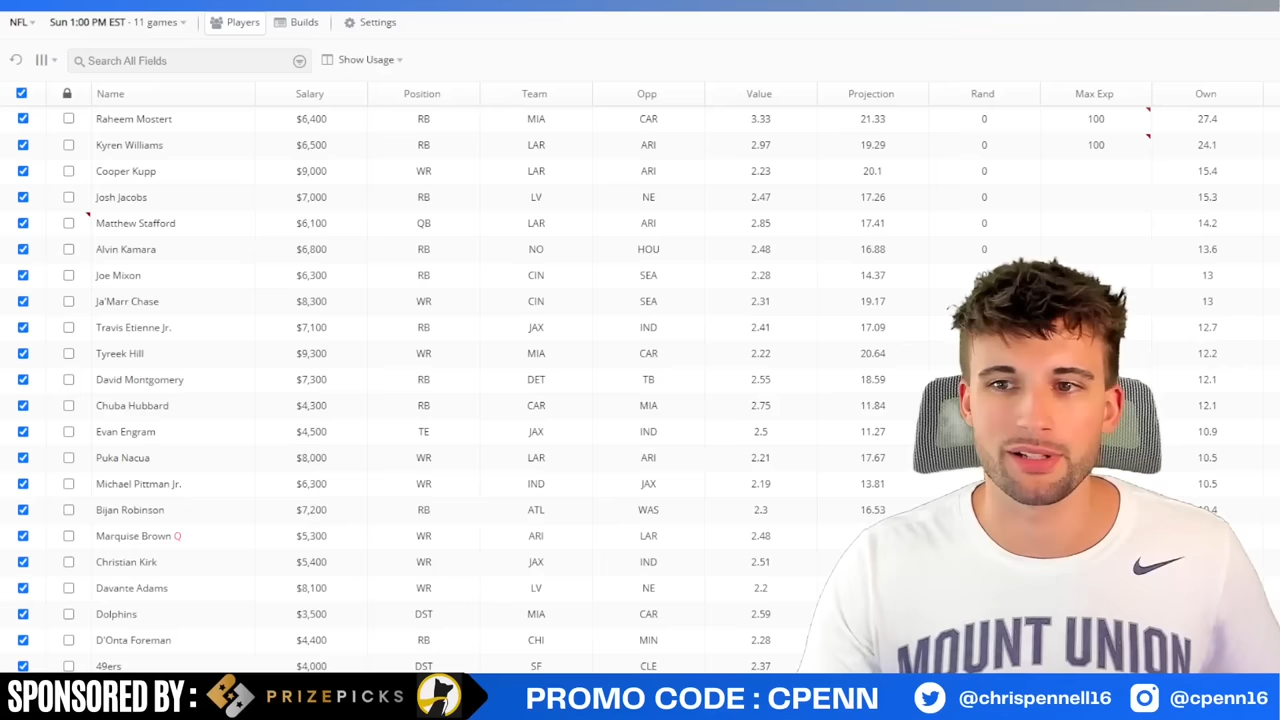 NFL Sun 1:00 PM EST - 11 games Players Builds Settings
Search All Fields Show Usage
Name Salary Position Team Opp Value Projection Rand Max Exp Own
Raheem Mostert $6,400 RB MIA CAR 3.33 21.33 0 100 27.4
Kyren Williams $6,500 RB LAR ARI 2.97 19.29 0 100 24.1
Cooper Kupp $9,000 WR LAR ARI 2.23 20.1 0 15.4
Josh Jacobs $7,000 RB LV NE 2.47 17.26 0 15.3
Matthew Stafford $6,100 QB LAR ARI 2.85 17.41 0 14.2
Alvin Kamara $6,800 RB NO HOU 2.48 16.88 0 13.6
Joe Mixon $6,300 RB CIN SEA 2.28 14.37 13
Ja'Marr Chase $8,300 WR CIN SEA 2.31 19.17 13
Travis Etienne Jr. $7,100 RB JAX IND 2.41 17.09 12.7
Tyreek Hill $9,300 WR MIA CAR 2.22 20.64 12.2
David Montgomery $7,300 RB DET TB 2.55 18.59 12.1
Chuba Hubbard $4,300 RB CAR MIA 2.75 11.84 12.1
Evan Engram $4,500 TE JAX IND 2.5 11.27 10.9
Puka Nacua $8,000 WR LAR ARI 2.21 17.67 10.5
Michael Pittman Jr. $6,300 WR IND JAX 2.19 13.81 10.5
Bijan Robinson $7,200 RB ATL WAS 2.3 16.53
Marquise Brown Q $5,300 WR ARI LAR 2.48
Christian Kirk $5,400 WR JAX IND 2.51
Davante Adams $8,100 WR LV NE 2.2
Dolphins $3,500 DST MIA CAR 2.59
D'Onta Foreman $4,400 RB CHI MIN 2.28
49ers $4,000 DST SF CLE 2.37
MOUNT UNION
SPONSORED BY: PRIZEPICKS PROMO CODE : CPENN @chrispennell16 @cpenn16